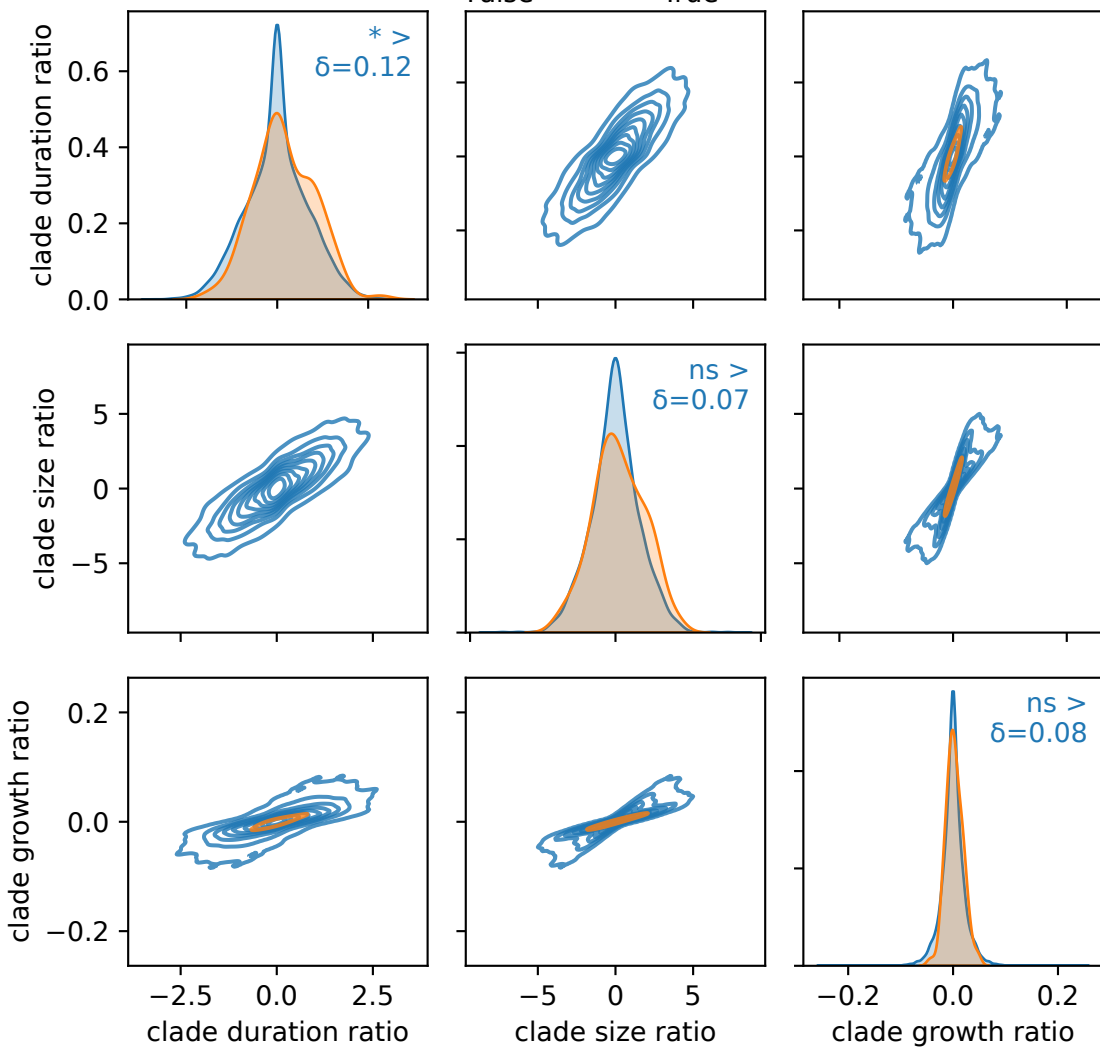 * >
δ=0.12
clade duration ratio
0.6
0.4
0.2
0.0
ns >
δ=0.07
clade size ratio
5
0
−5
ns >
δ=0.08
clade growth ratio
0.2
0.0
−0.2
−2.5 0.0 2.5
−5 0 5
−0.2 0.0 0.2
clade duration ratio
clade size ratio
clade growth ratio